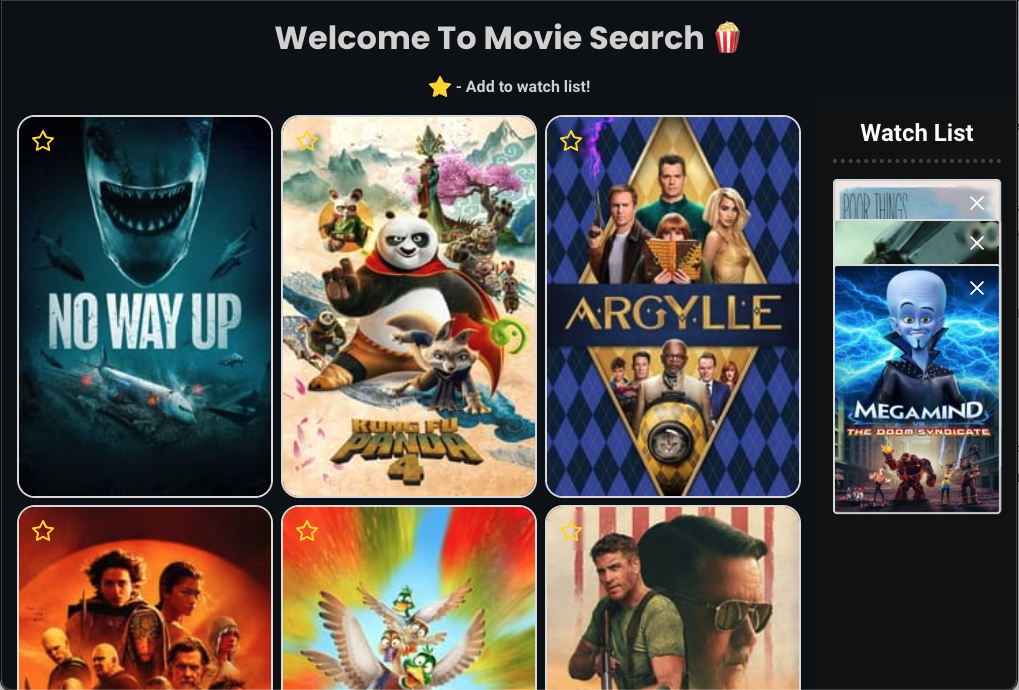 Welcome To Movie Search 🍿
⭐ - Add to watch list!
NO WAY UP
KUNG FU
PANDA
4
ARGYLLE
Watch List
POOR THINGS
MEGAMIND
VS
THE DOOM SYNDICATE